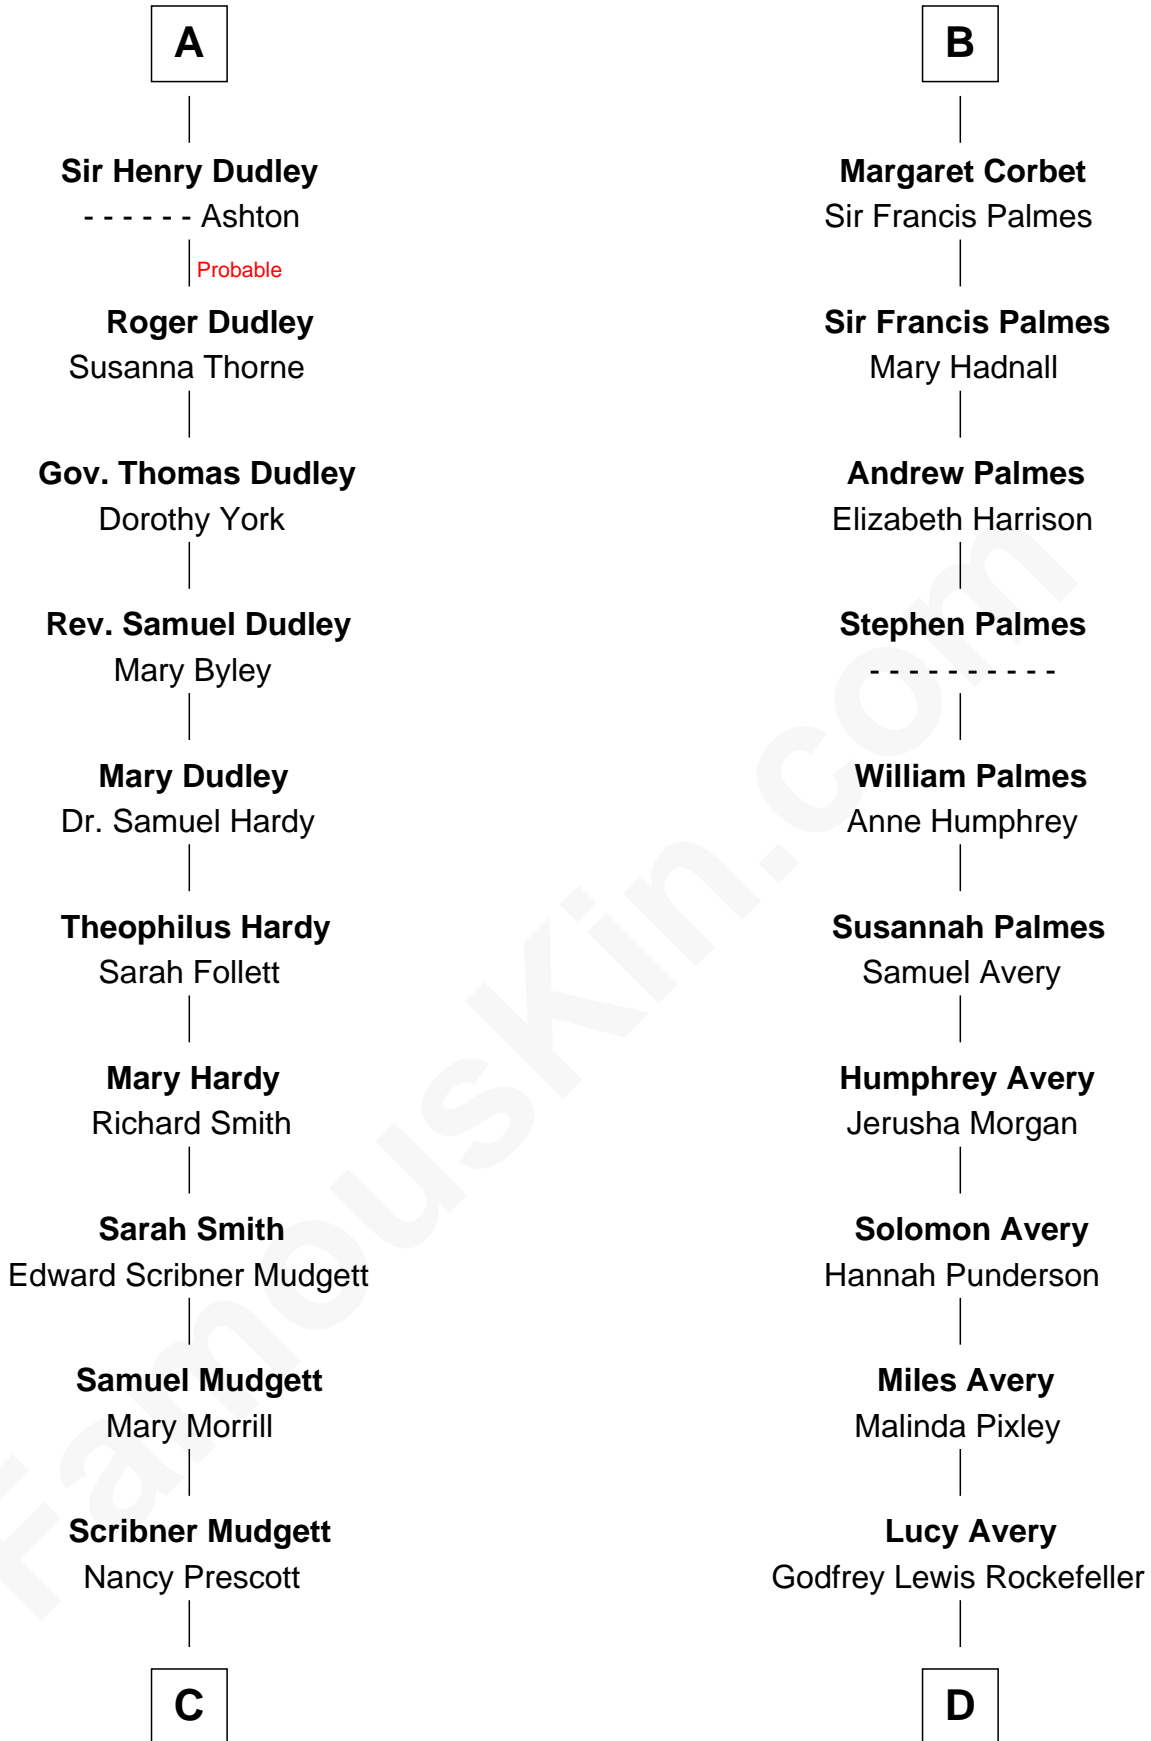 A
Sir Henry Dudley
- - - - - - Ashton
Probable
Roger Dudley
Susanna Thorne
Gov. Thomas Dudley
Dorothy York
Rev. Samuel Dudley
Mary Byley
Mary Dudley
Dr. Samuel Hardy
Theophilus Hardy
Sarah Follett
Mary Hardy
Richard Smith
Sarah Smith
Edward Scribner Mudgett
Samuel Mudgett
Mary Morrill
Scribner Mudgett
Nancy Prescott
C
B
Margaret Corbet
Sir Francis Palmes
Sir Francis Palmes
Mary Hadnall
Andrew Palmes
Elizabeth Harrison
Stephen Palmes
- - - - - - - - - -
William Palmes
Anne Humphrey
Susannah Palmes
Samuel Avery
Humphrey Avery
Jerusha Morgan
Solomon Avery
Hannah Punderson
Miles Avery
Malinda Pixley
Lucy Avery
Godfrey Lewis Rockefeller
D
FamousKin.com